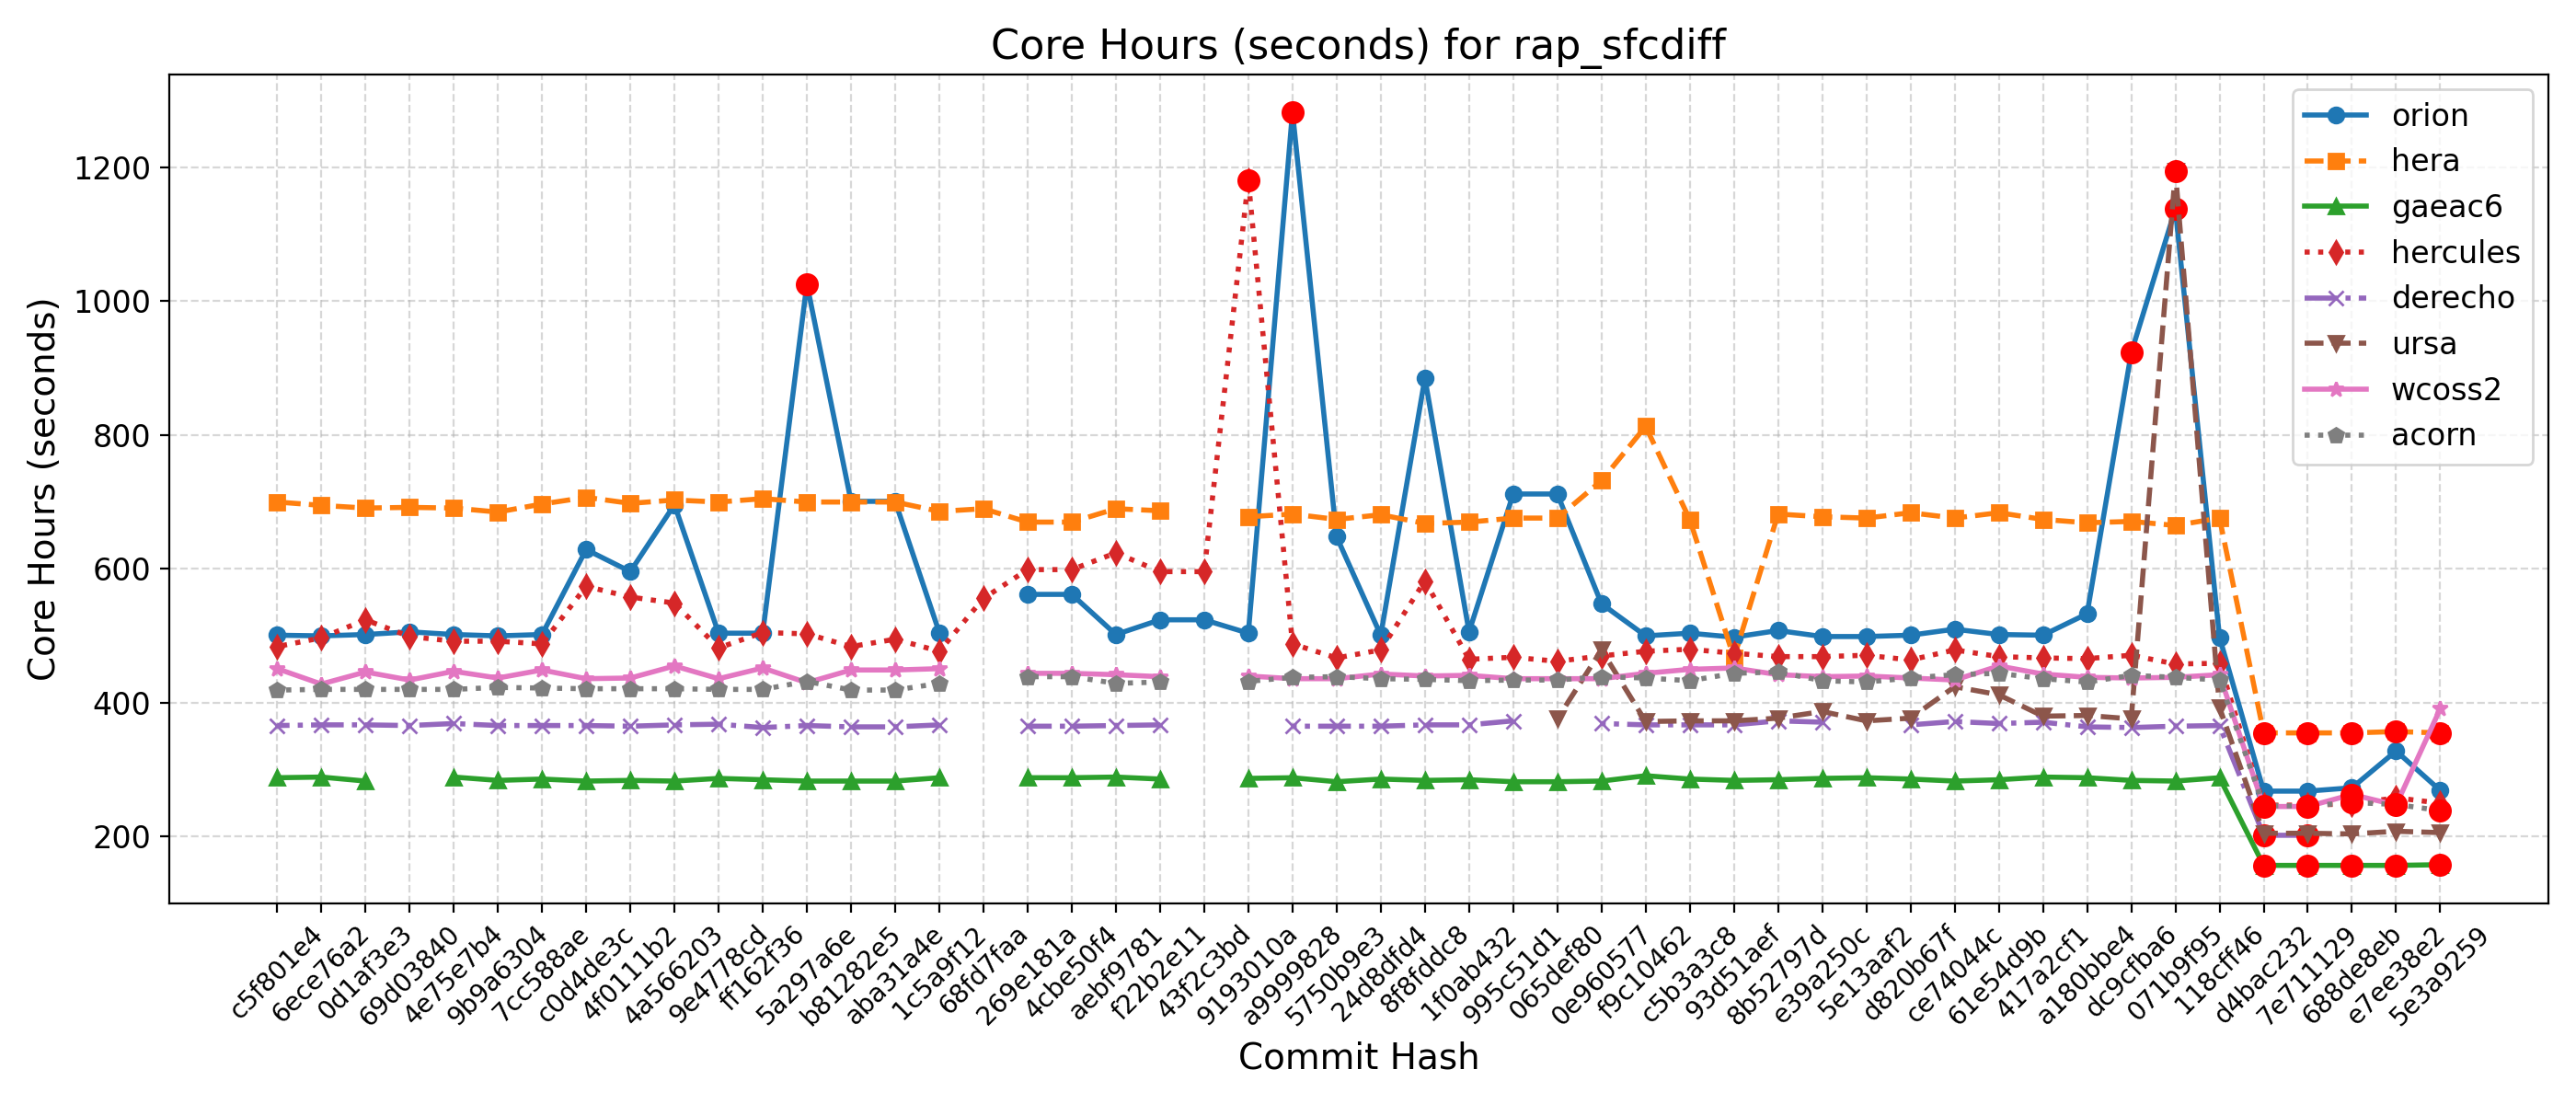 Core Hours (seconds) for rap_sfcdiff
Core Hours (seconds)
1200
1000
800
600
400
200
orion
hera
gaeac6
hercules
derecho
ursa
wcoss2
acorn
c5f801e4
6ece76a2
0d1af3e3
69d03840
4e75e7b4
9b9a6304
7cc588ae
c0d4de3c
4f0111b2
4a566203
9e4778cd
ff162f36
5a297a6e
b81282e5
aba31a4e
1c5a9f12
68fd7faa
269e181a
4cbe50f4
aebf9781
f22b2e11
43f2c3bd
9193010a
a9999828
5750b9e3
24d8dfd4
8f8fddc8
1f0ab432
995c51d1
065def80
0e960577
f9c10462
c5b3a3c8
93d51aef
8b52797d
e39a250c
5e13aaf2
d820b67f
ce74044c
61e54d9b
417a2cf1
a180bbe4
dc9cfba6
071b9f95
118cff46
d4bac232
7e711129
688de8eb
e7ee38e2
5e3a9259
Commit Hash